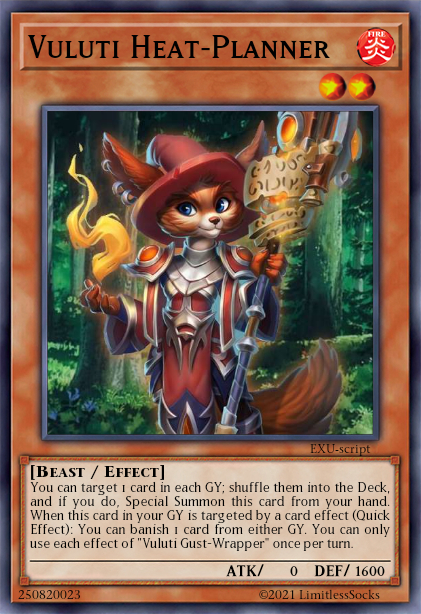 Vuluti Heat-Planner
FIRE
炎
EXU-script
[Beast / Effect]
You can target 1 card in each GY; shuffle them into the Deck,
and if you do, Special Summon this card from your hand.
When this card in your GY is targeted by a card effect (Quick
Effect): You can banish 1 card from either GY. You can only
use each effect of "Vuluti Gust-Wrapper" once per turn.
ATK/ 0 DEF/ 1600
250820023 ©2021 LimitlessSocks